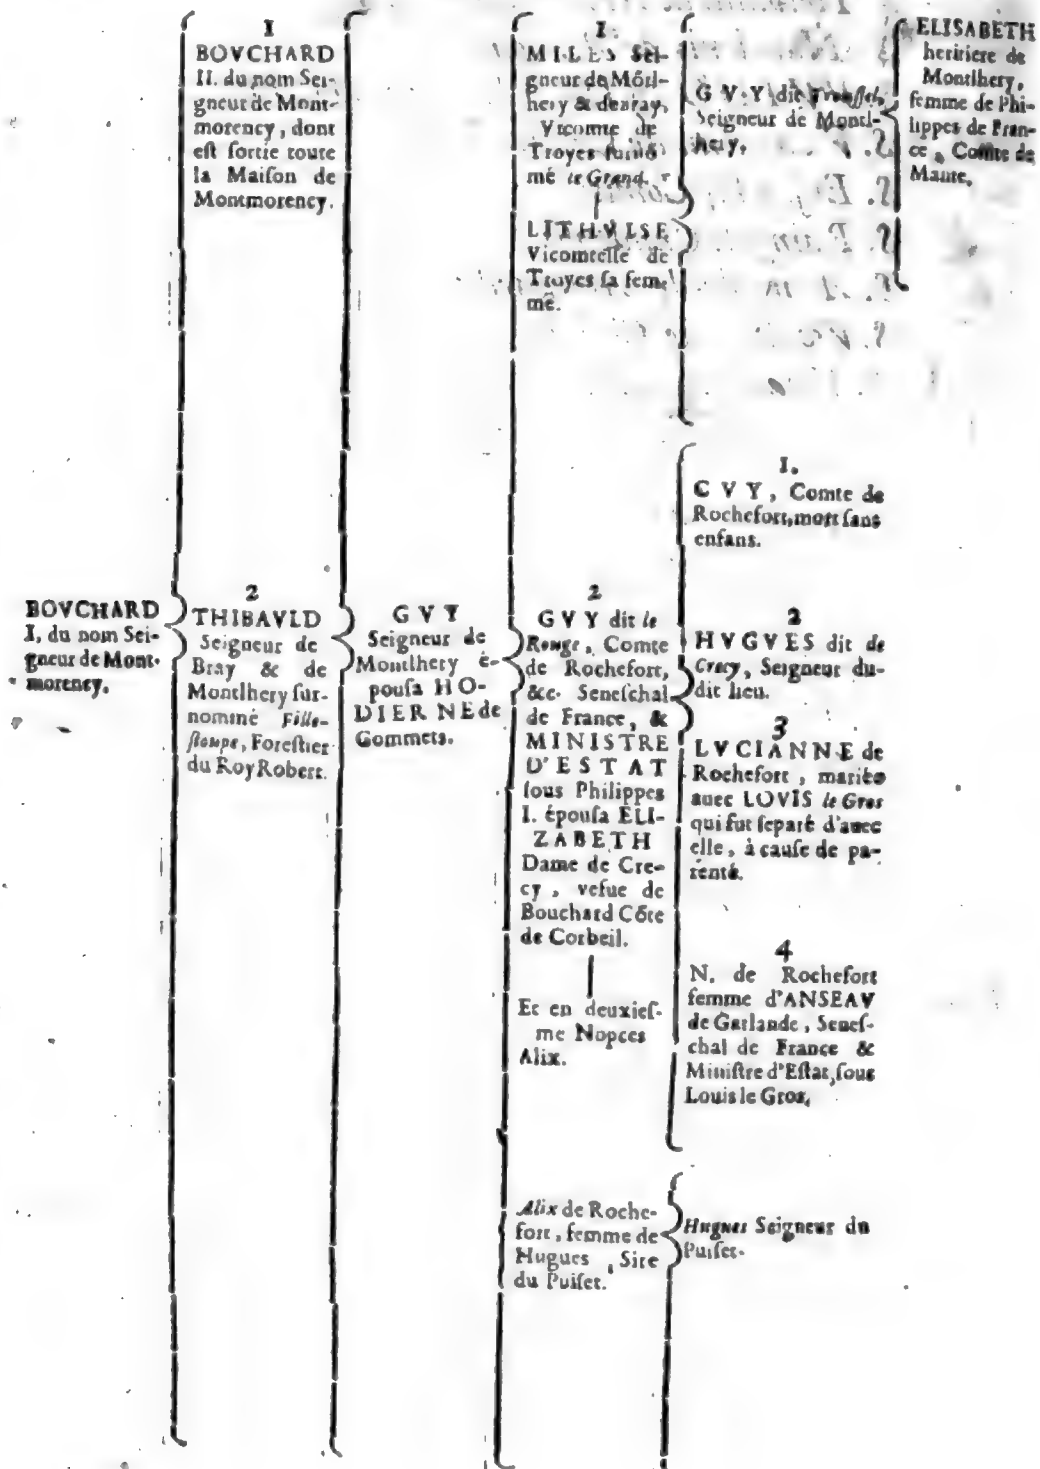 BOVCHARD
I, du nom Sei-
gneur de Mont-
morency.
I
BOVCHARD
II. du nom Sei-
gneur de Mont-
morency, dont
est sortie toute
la Maison de
Montmorency.
2
THIBAVLD
Seigneur de
Bray & de
Montlhery sur-
nommé Fille-
stoupe, Forestier
du Roy Robert.
GVY
Seigneur de
Montlhery é-
pousa HO-
DIERNE de
Gommets.
I.
MILES Sei-
gneur de Mõtl-
hery & de Bray,
Vicomte de
Troyes surnõ
mé le Grand.
LITHVISE
Vicomtesse de
Troyes sa fem
me.
2
GVY dit le
Rouge, Comte
de Rochefort,
&c. Seneschal
de France, &
MINISTRE
D'ESTAT
sous Philippes
I. épousa ELI-
ZABETH
Dame de Cre-
cy, vefue de
Bouchard Cõte
de Corbeil.
Et en deuxies-
me Nopces
Alix.
Alix de Roche-
fort, femme de
Hugues, Sire
du Puiset.
GVY dit Troussel,
Seigneur de Montl-
hery.
I.
CVY, Comte de
Rochefort, mort sans
enfans.
2
HVGVES dit de
Crecy, Seigneur du-
dit lieu.
3
LVCIANNE de
Rochefort, mariée
auec LOVIS le Gros
qui fut separé d'auec
elle, à cause de pa-
renté.
4
N. de Rochefort
femme d'ANSEAV
de Garlande, Senes-
chal de France &
Ministre d'Estat, sous
Louis le Gros.
Hugues Seigneur du
Puiset.
ELISABETH
heritiere de
Montlhery,
femme de Phi-
lippes de Fran-
ce, Comte de
Mante.